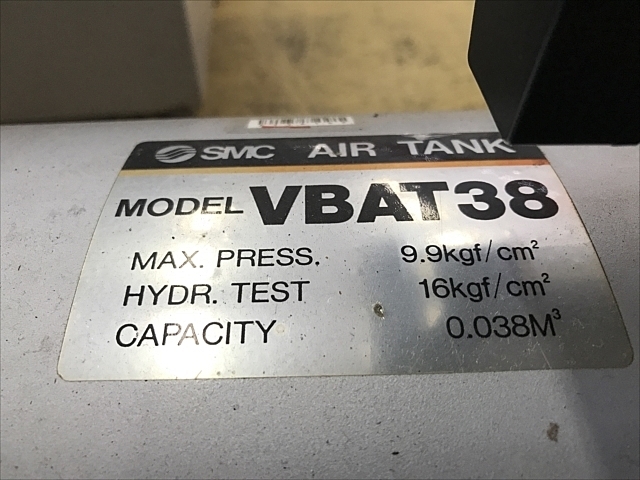 SMC AIR TANK
MODEL VBAT38
MAX. PRESS. 9.9kgf/cm²
HYDR. TEST 16kgf/cm²
CAPACITY 0.038M³